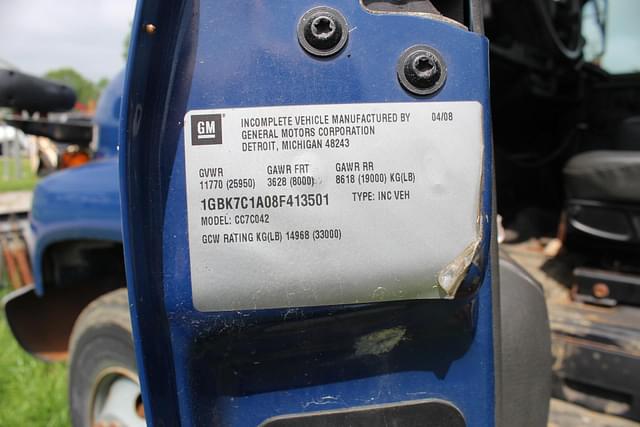 GM
INCOMPLETE VEHICLE MANUFACTURED BY 04/08
GENERAL MOTORS CORPORATION
DETROIT, MICHIGAN 48243
GVWR GAWR FRT GAWR RR
11770 (25950) 3628 (8000) 8618 (19000) KG(LB)
1GBK7C1A08F413501 TYPE: INC VEH
MODEL: CC7C042
GCW RATING KG(LB) 14968 (33000)